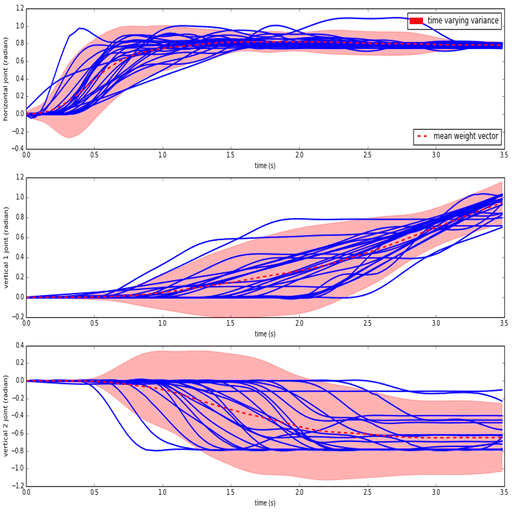 1.2
1.0
0.8
0.6
0.4
0.2
0.0
−0.2
−0.4
horizontal joint (radian)
time varying variance
mean weight vector
0.0 0.5 1.0 1.5 2.0 2.5 3.0 3.5
time (s)
1.2
1.0
0.8
0.6
0.4
0.2
0.0
−0.2
vertical 1 joint (radian)
0.0 0.5 1.0 1.5 2.0 2.5 3.0 3.5
time (s)
0.4
0.2
0.0
−0.2
−0.4
−0.6
−0.8
−1.0
−1.2
vertical 2 joint (radian)
0.0 0.5 1.0 1.5 2.0 2.5 3.0 3.5
time (s)